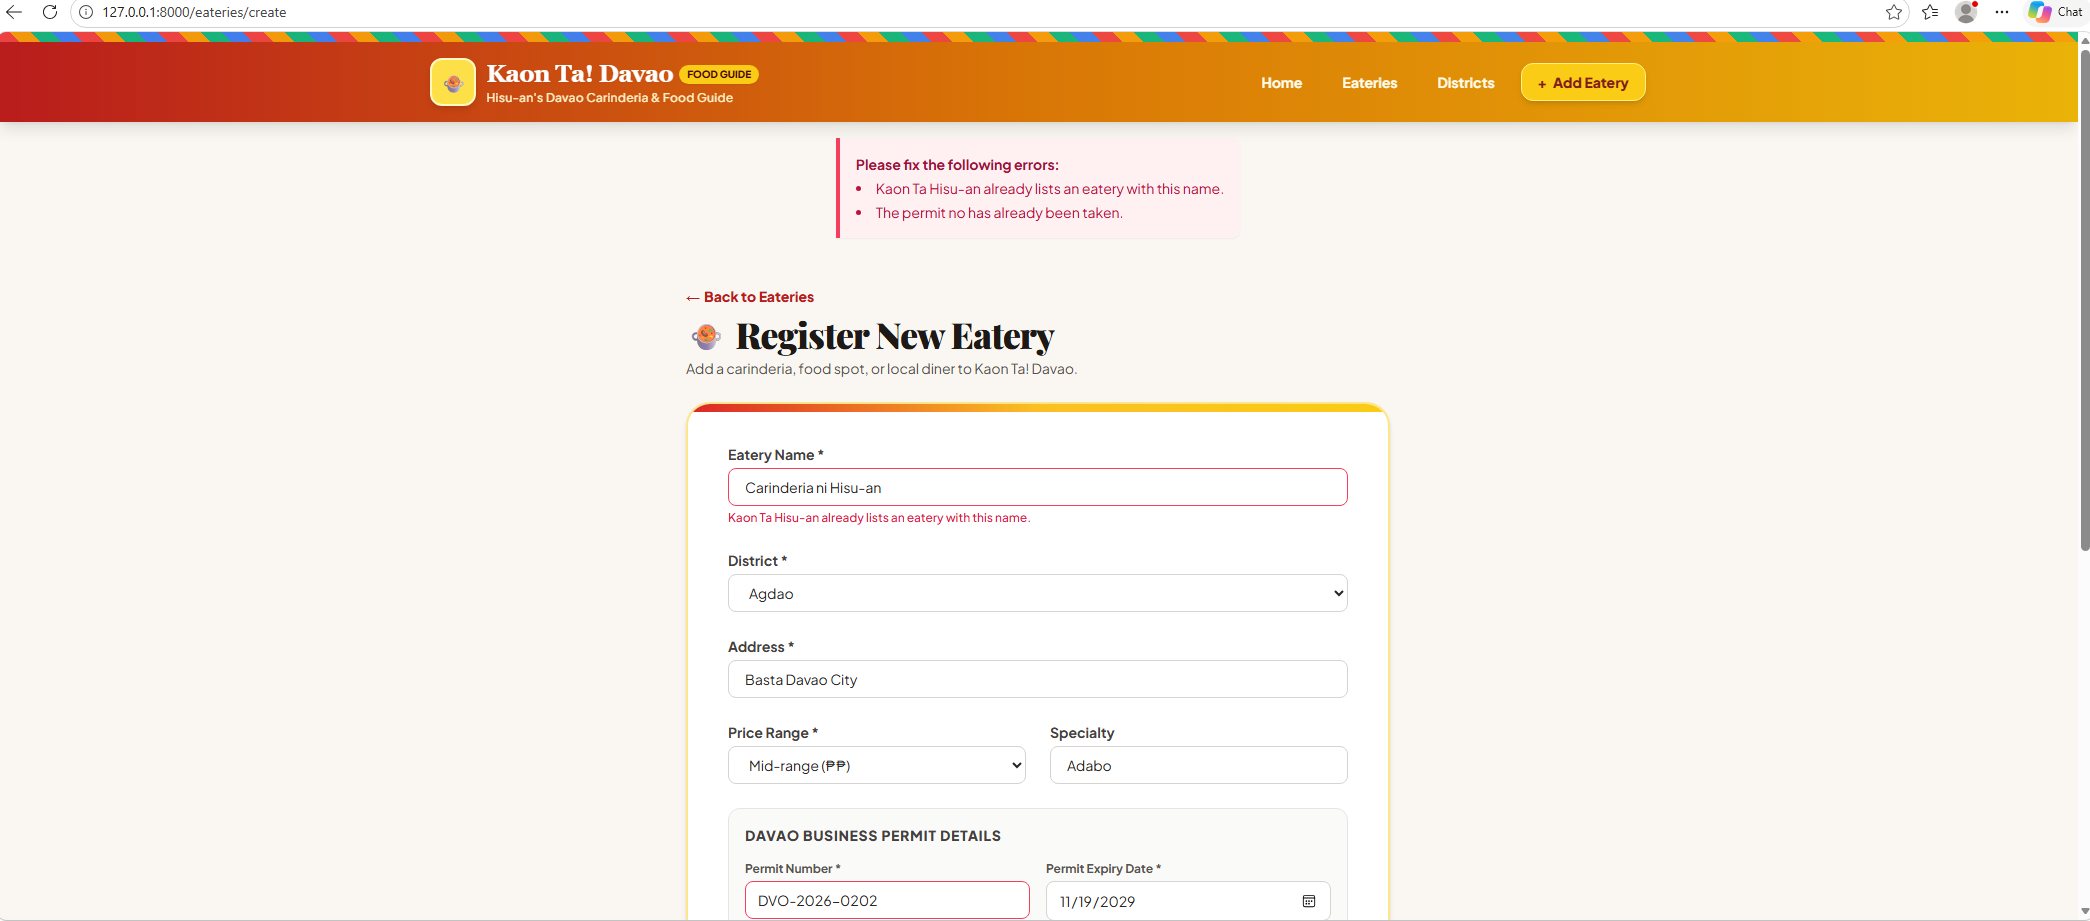 127.0.0.1:8000/eateries/create
Chat
Kaon Ta! Davao FOOD GUIDE
Hisu-an's Davao Carinderia & Food Guide
Home Eateries Districts + Add Eatery
Please fix the following errors:
• Kaon Ta Hisu-an already lists an eatery with this name.
• The permit no has already been taken.
← Back to Eateries
Register New Eatery
Add a carinderia, food spot, or local diner to Kaon Ta! Davao.
Eatery Name *
Carinderia ni Hisu-an
Kaon Ta Hisu-an already lists an eatery with this name.
District *
Agdao
Address *
Basta Davao City
Price Range * Specialty
Mid-range (₱₱) Adabo
DAVAO BUSINESS PERMIT DETAILS
Permit Number * Permit Expiry Date *
DVO-2026-0202 11/19/2029